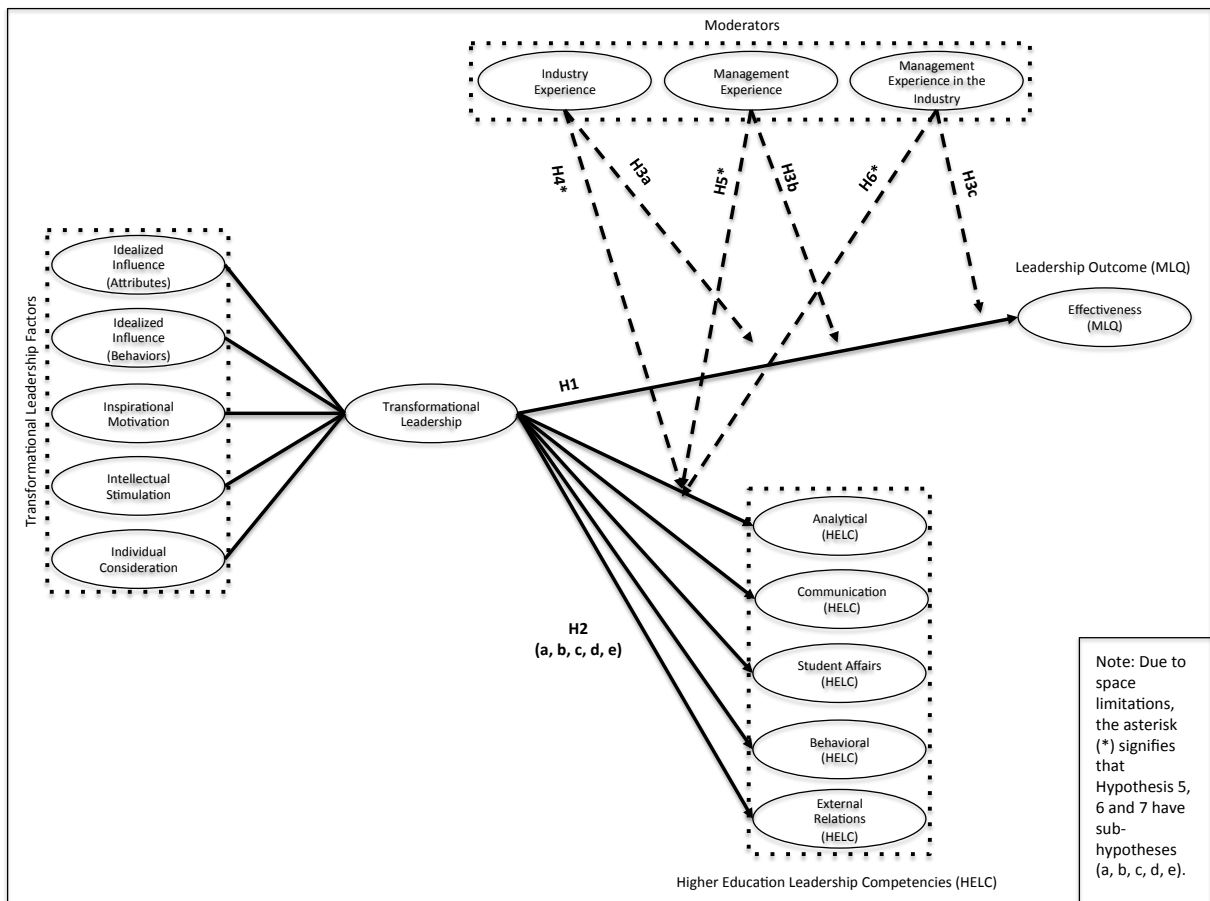 Moderators
Industry
Experience
Management
Experience
Management
Experience in the
Industry
H4*
H3a
H5*
H3b
H6*
H3c
Transformational Leadership Factors
Idealized
Influence
(Attributes)
Idealized
Influence
(Behaviors)
Inspirational
Motivation
Intellectual
Stimulation
Individual
Consideration
Transformational
Leadership
H1
Leadership Outcome (MLQ)
Effectiveness
(MLQ)
H2
(a, b, c, d, e)
Analytical
(HELC)
Communication
(HELC)
Student Affairs
(HELC)
Behavioral
(HELC)
External
Relations
(HELC)
Higher Education Leadership Competencies (HELC)
Note: Due to
space
limitations,
the asterisk
(*) signifies
that
Hypothesis 5,
6 and 7 have
sub-
hypotheses
(a, b, c, d, e).